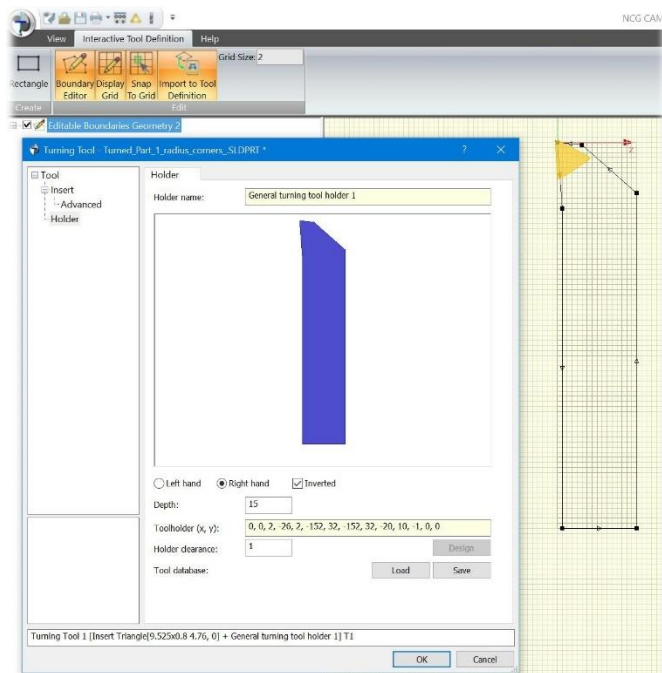 NCG CAM
View Interactive Tool Definition Help
Grid Size: 2
Rectangle Boundary Editor Display Grid Snap To Grid Import to Tool Definition
Create Edit
Editable Boundaries Geometry 2
Turning Tool - Turned_Part_1_radius_corners_.SLDPRT *
Tool
Insert
Advanced
Holder
Holder
Holder name: General turning tool holder 1
Left hand Right hand Inverted
Depth: 15
Toolholder (x, y): 0, 0, 2, -26, 2, -152, 32, -152, 32, -20, 10, -1, 0, 0
Holder clearance: 1 Design
Tool database: Load Save
Turning Tool 1 [Insert Triangle[9.525x0.8 4.76, 0] + General turning tool holder 1] T1
OK Cancel
Z